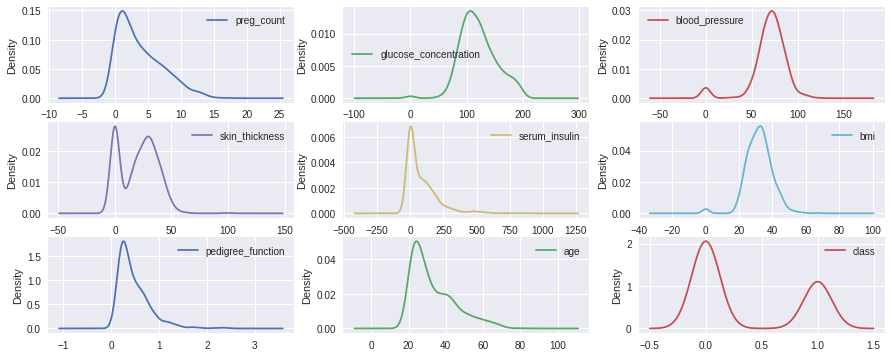 0.15
0.10
0.05
0.00
Density
preg_count
-10 -5 0 5 10 15 20 25
0.010
0.005
0.000
Density
glucose_concentration
-100 0 100 200 300
0.03
0.02
0.01
0.00
Density
blood_pressure
-50 0 50 100 150
0.02
0.01
0.00
Density
skin_thickness
-50 0 50 100 150
0.006
0.004
0.002
0.000
Density
serum_insulin
-500 -250 0 250 500 750 1000 1250
0.04
0.02
0.00
Density
bmi
-40 -20 0 20 40 60 80 100
1.5
1.0
0.5
0.0
Density
pedigree_function
-1 0 1 2 3
0.04
0.02
0.00
Density
age
0 20 40 60 80 100
2
1
0
Density
class
-0.5 0.0 0.5 1.0 1.5